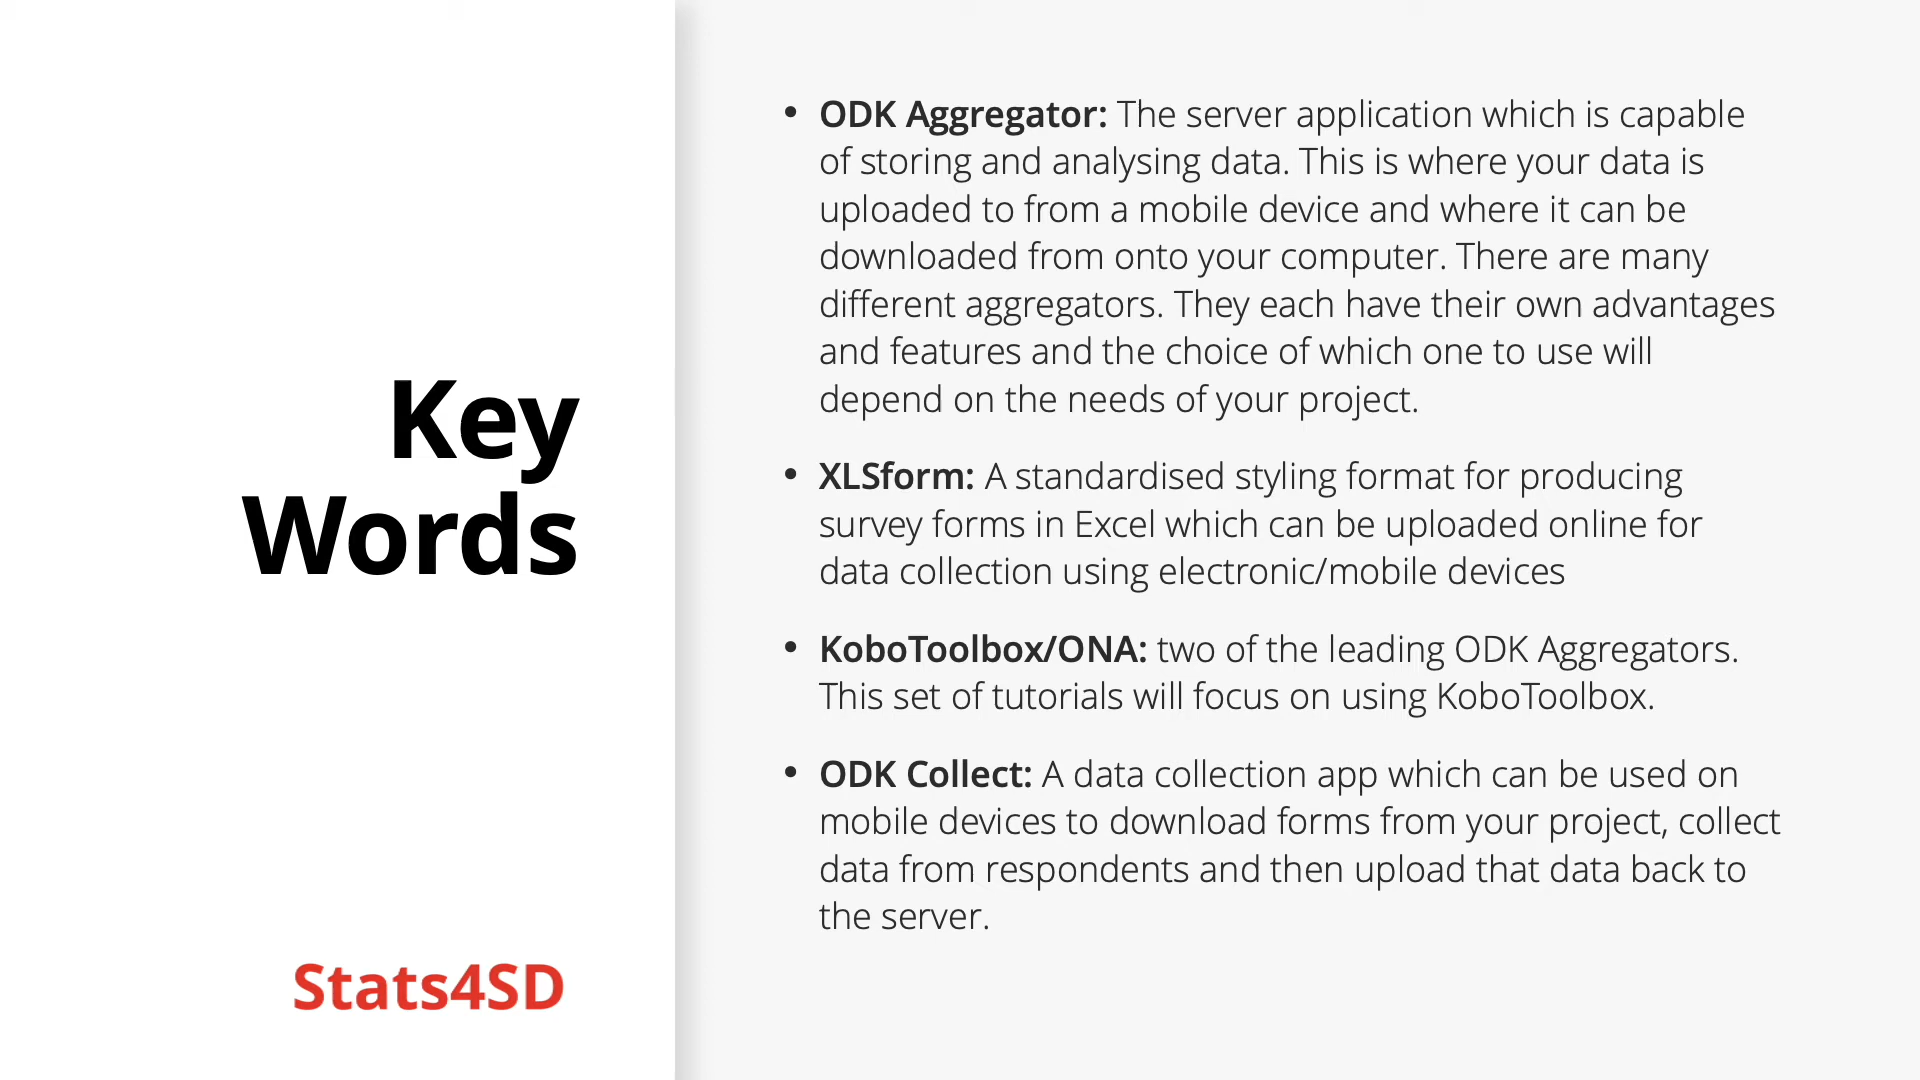 Key
Words
Stats4SD
• ODK Aggregator: The server application which is capable
of storing and analysing data. This is where your data is
uploaded to from a mobile device and where it can be
downloaded from onto your computer. There are many
different aggregators. They each have their own advantages
and features and the choice of which one to use will
depend on the needs of your project.
• XLSform: A standardised styling format for producing
survey forms in Excel which can be uploaded online for
data collection using electronic/mobile devices
• KoboToolbox/ONA: two of the leading ODK Aggregators.
This set of tutorials will focus on using KoboToolbox.
• ODK Collect: A data collection app which can be used on
mobile devices to download forms from your project, collect
data from respondents and then upload that data back to
the server.